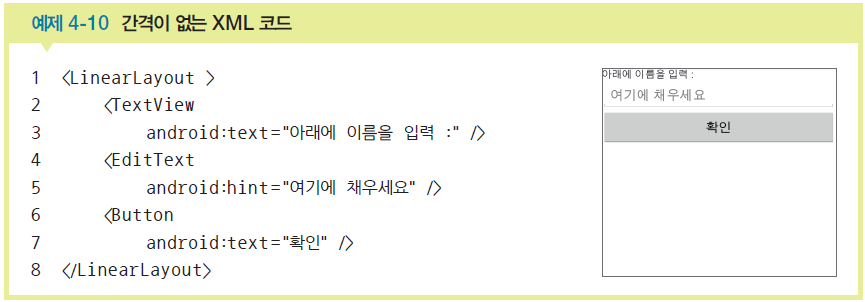 예제 4-10 간격이 없는 XML 코드
1 <LinearLayout >
2 <TextView
3 android:text="아래에 이름을 입력 :" />
4 <EditText
5 android:hint="여기에 채우세요" />
6 <Button
7 android:text="확인" />
8 </LinearLayout>
아래에 이름을 입력 :
여기에 채우세요
확인